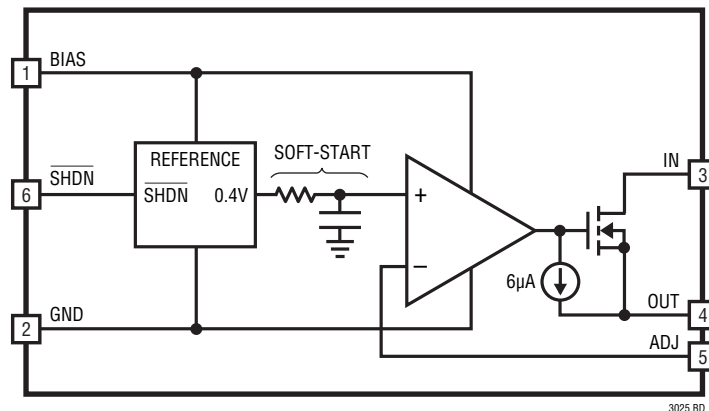 1
BIAS
REFERENCE
SHDN
0.4V
SOFT-START
6
SHDN
+
–
IN
3
6µA
2
GND
OUT
4
ADJ
5
3025 BD